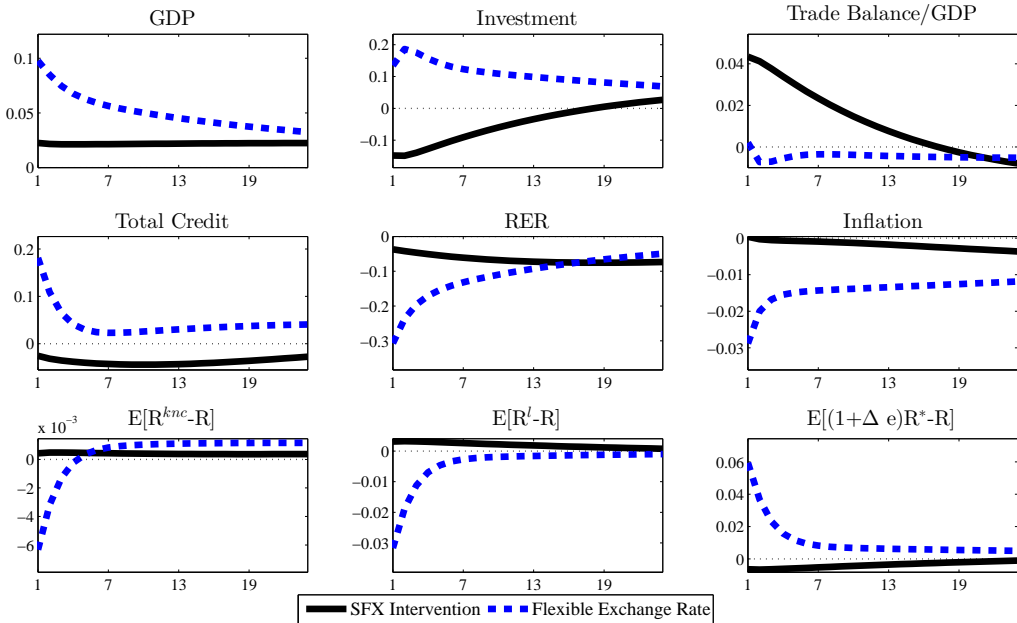 GDP
Investment
Trade Balance/GDP
0.1
0.05
0
1 7 13 19
0.2
0.1
0
−0.1
1 7 13 19
0.04
0.02
0
1 7 13 19
Total Credit
RER
Inflation
0.2
0.1
0
1 7 13 19
0
−0.1
−0.2
−0.3
1 7 13 19
0
−0.01
−0.02
−0.03
1 7 13 19
E[R^{knc}-R]
E[R^l-R]
E[(1+Δ e)R^*-R]
x 10^{−3}
0
−2
−4
−6
1 7 13 19
0
−0.01
−0.02
−0.03
1 7 13 19
0.06
0.04
0.02
0
1 7 13 19
SFX Intervention Flexible Exchange Rate